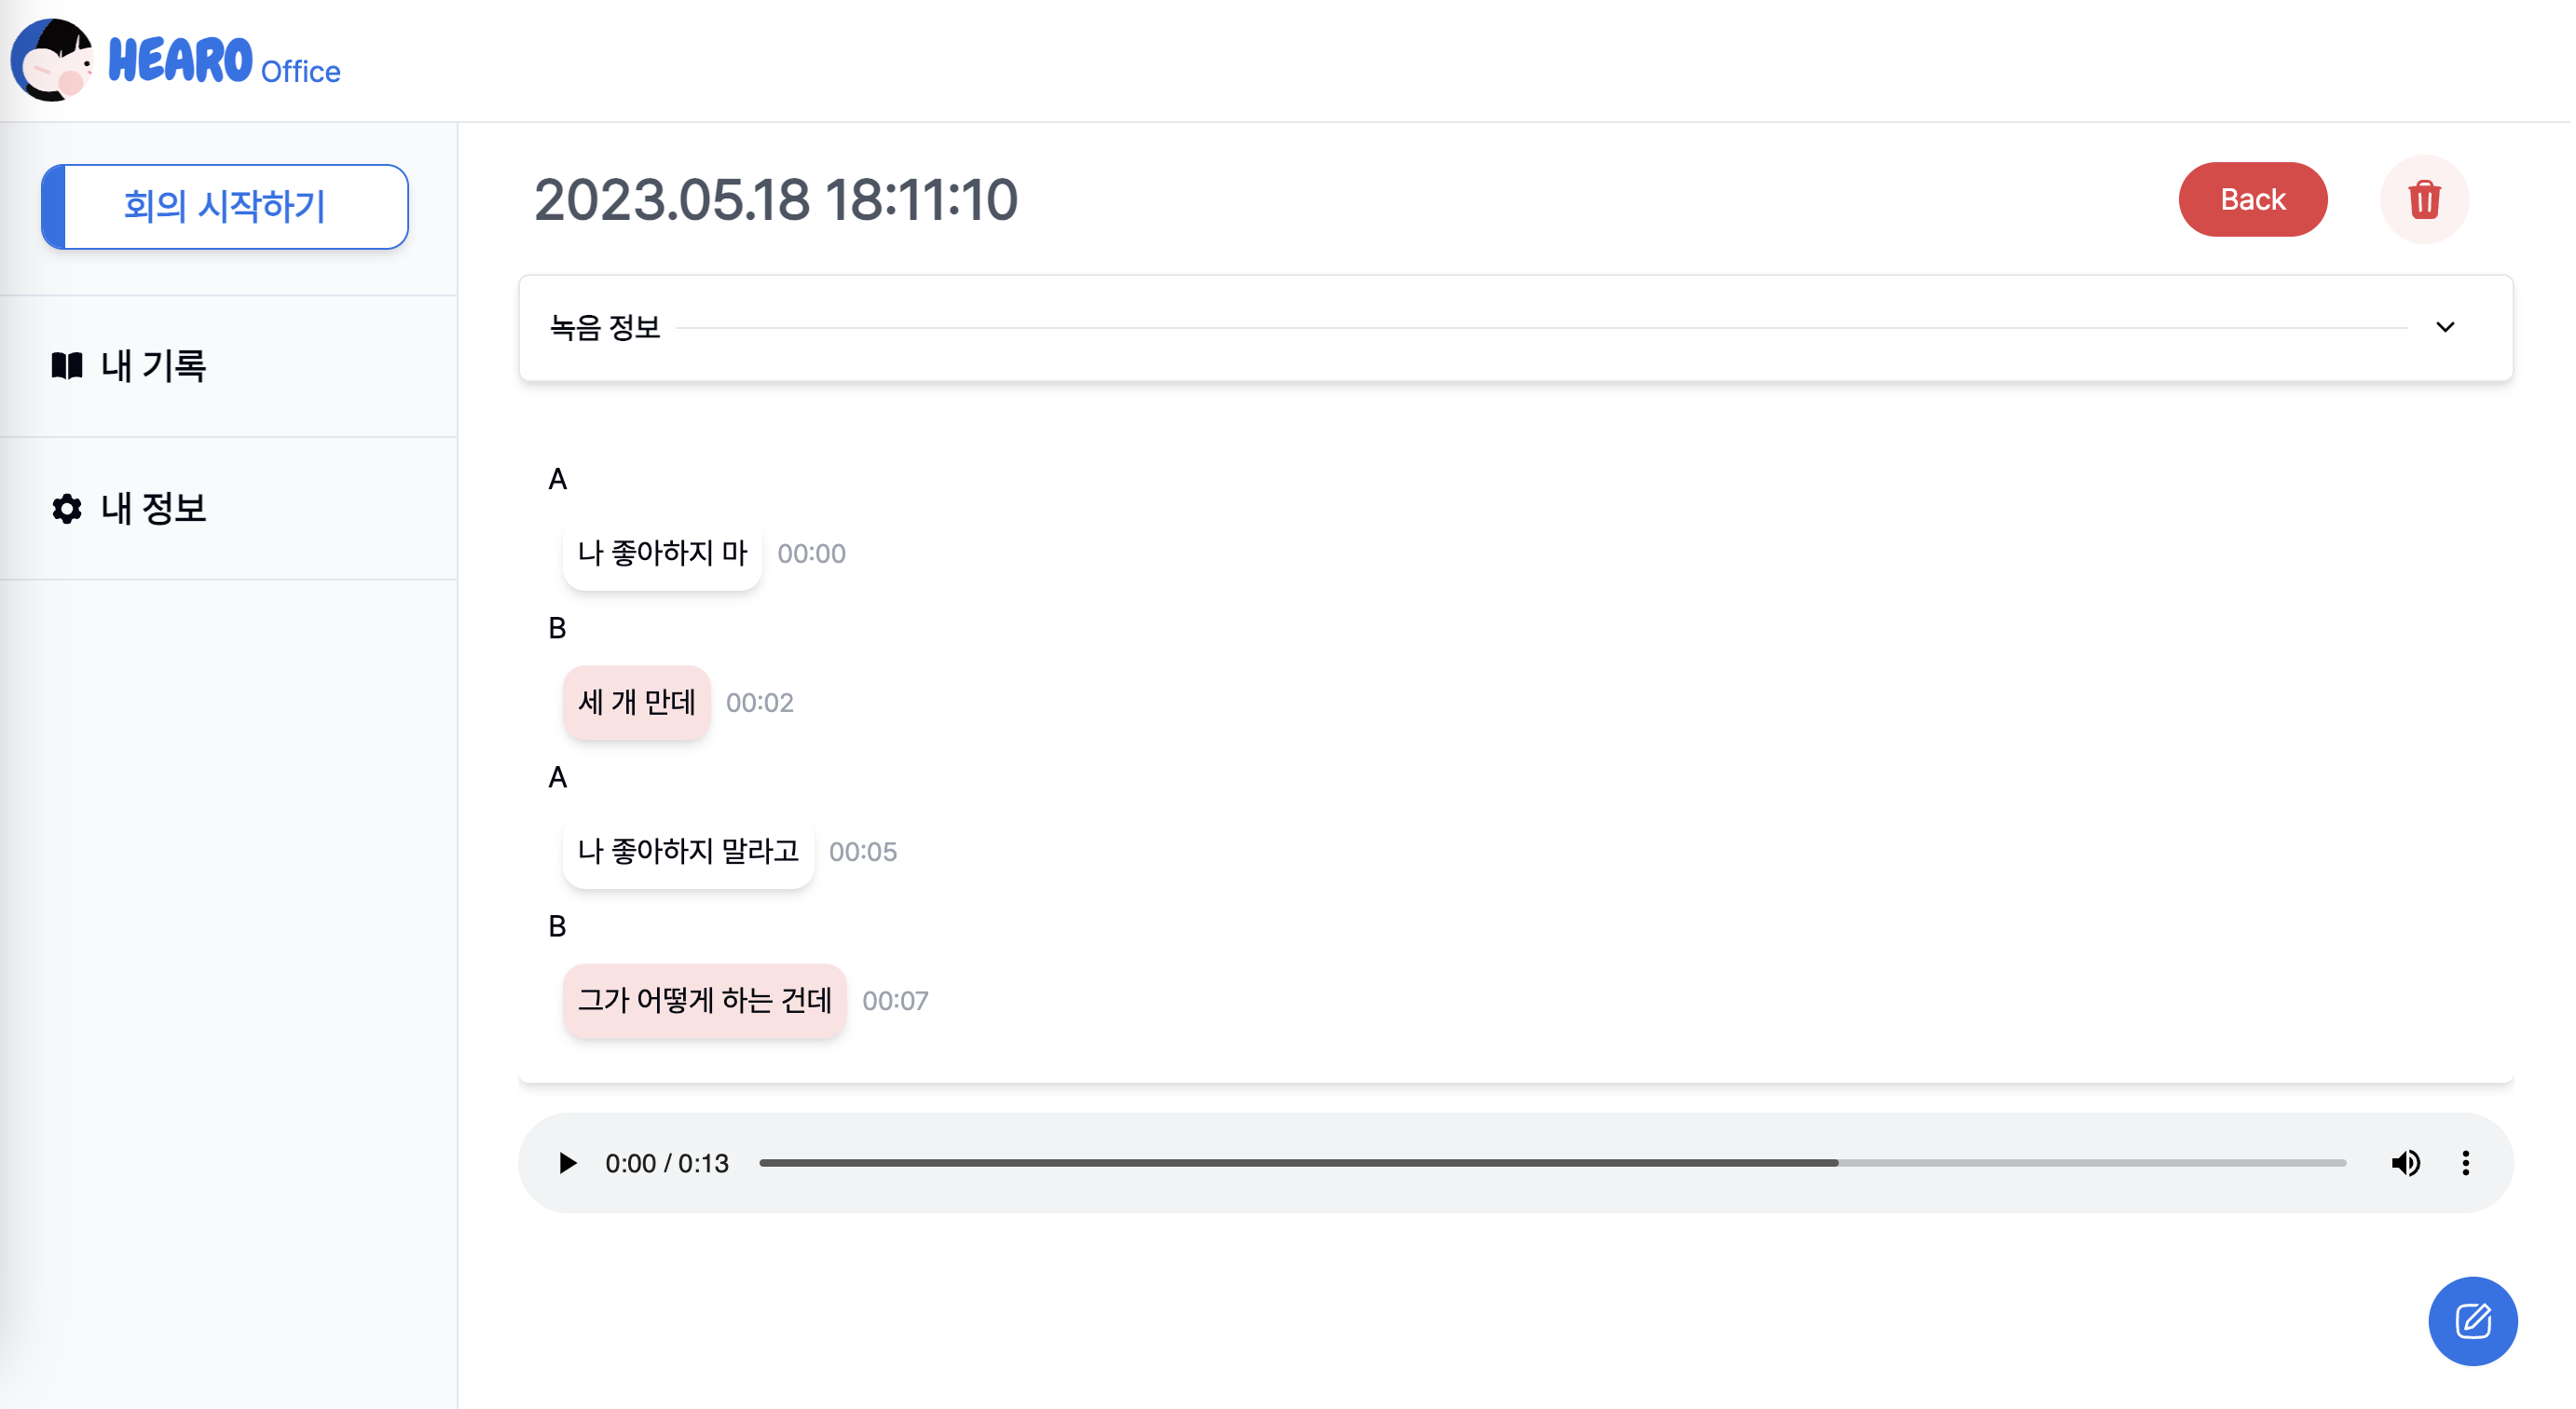 HEARO Office
회의 시작하기
내 기록
내 정보
2023.05.18 18:11:10
Back
녹음 정보
A
나 좋아하지 마 00:00
B
세 개 만데 00:02
A
나 좋아하지 말라고 00:05
B
그가 어떻게 하는 건데 00:07
0:00 / 0:13